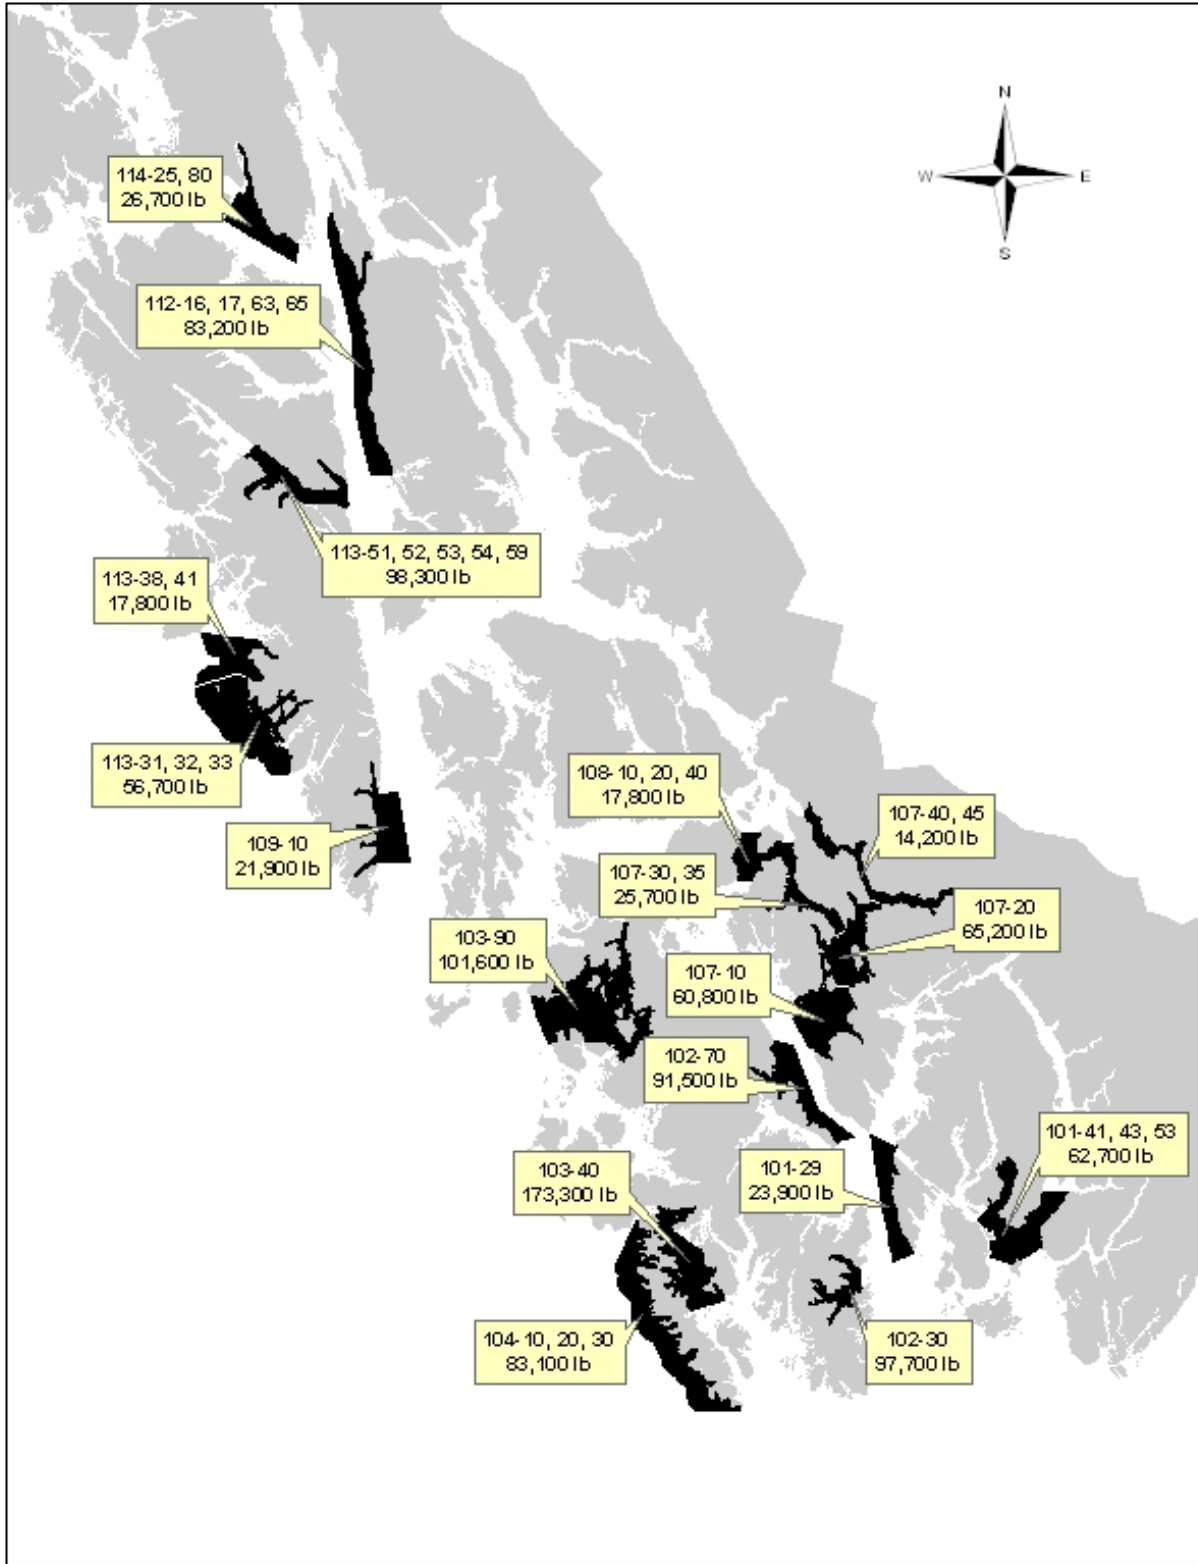 N
W E
S
114-25, 80
26,700 lb
112-16, 17, 63, 65
83,200 lb
113-51, 52, 53, 54, 59
98,300 lb
113-38, 41
17,800 lb
113-31, 32, 33
56,700 lb
109-10
21,900 lb
108-10, 20, 40
17,800 lb
107-40, 45
14,200 lb
107-30, 35
25,700 lb
107-20
65,200 lb
103-90
101,600 lb
107-10
60,800 lb
102-70
91,500 lb
101-41, 43, 53
62,700 lb
103-40
173,300 lb
101-29
23,900 lb
104-10, 20, 30
83,100 lb
102-30
97,700 lb